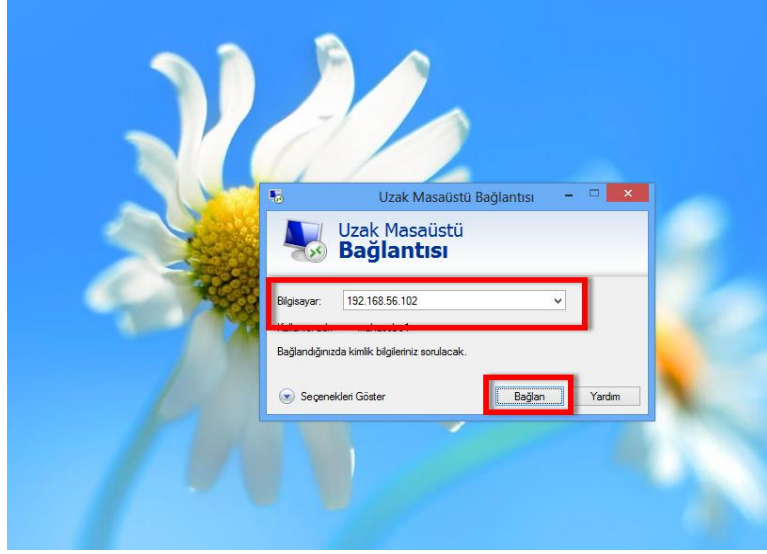 Uzak Masaüstü Bağlantısı
Uzak Masaüstü
Bağlantısı
Bilgisayar: 192.168.56.102
Bağlandığınızda kimlik bilgileriniz sorulacak.
Seçenekleri Göster Bağlan Yardım